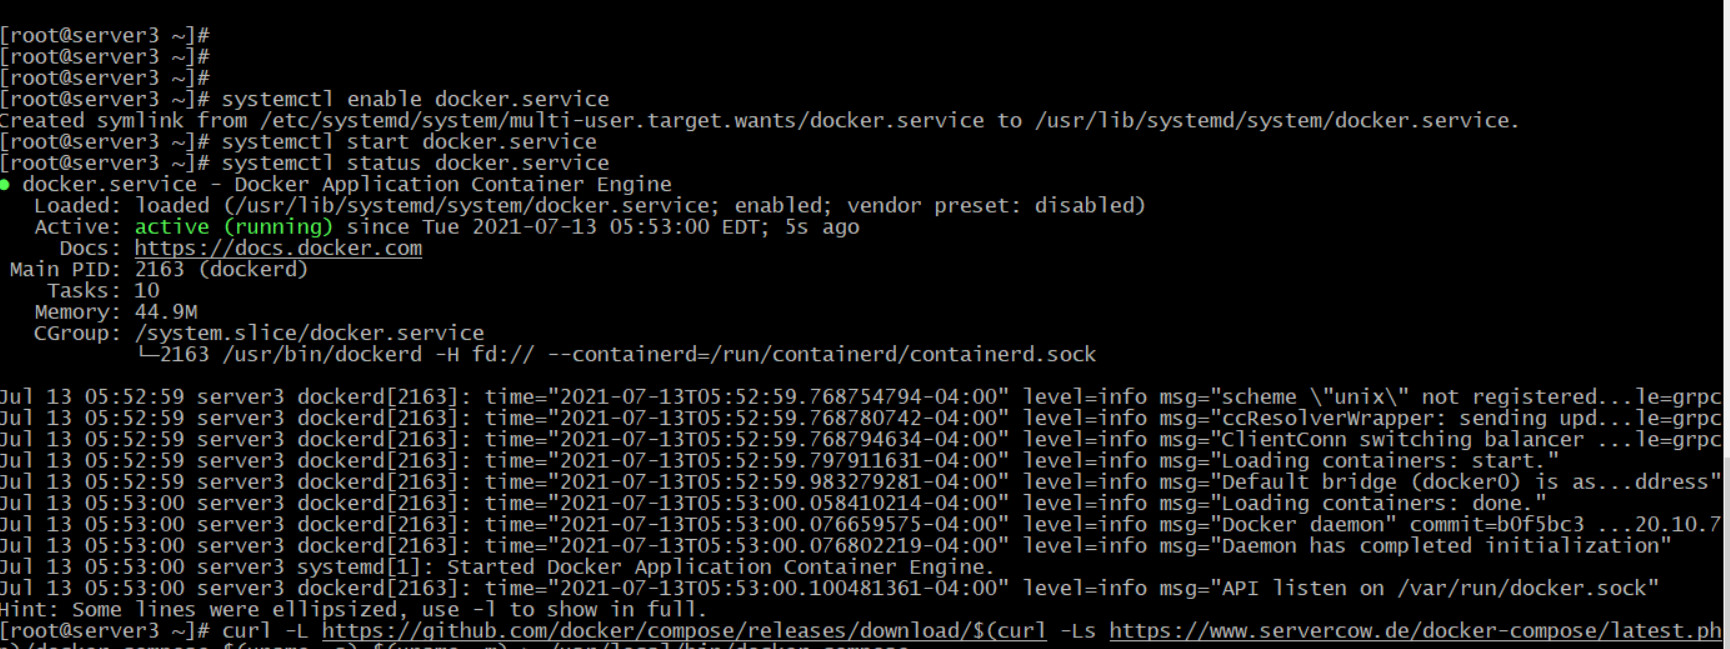 [root@server3 ~]#
[root@server3 ~]#
[root@server3 ~]#
[root@server3 ~]# systemctl enable docker.service
Created symlink from /etc/systemd/system/multi-user.target.wants/docker.service to /usr/lib/systemd/system/docker.service.
[root@server3 ~]# systemctl start docker.service
[root@server3 ~]# systemctl status docker.service
● docker.service - Docker Application Container Engine
   Loaded: loaded (/usr/lib/systemd/system/docker.service; enabled; vendor preset: disabled)
   Active: active (running) since Tue 2021-07-13 05:53:00 EDT; 5s ago
     Docs: https://docs.docker.com
 Main PID: 2163 (dockerd)
    Tasks: 10
   Memory: 44.9M
   CGroup: /system.slice/docker.service
           └─2163 /usr/bin/dockerd -H fd:// --containerd=/run/containerd/containerd.sock
Jul 13 05:52:59 server3 dockerd[2163]: time="2021-07-13T05:52:59.768754794-04:00" level=info msg="scheme \"unix\" not registered...le=grpc
Jul 13 05:52:59 server3 dockerd[2163]: time="2021-07-13T05:52:59.768780742-04:00" level=info msg="ccResolverWrapper: sending upd...le=grpc
Jul 13 05:52:59 server3 dockerd[2163]: time="2021-07-13T05:52:59.768794634-04:00" level=info msg="ClientConn switching balancer ...le=grpc
Jul 13 05:52:59 server3 dockerd[2163]: time="2021-07-13T05:52:59.797911631-04:00" level=info msg="Loading containers: start."
Jul 13 05:52:59 server3 dockerd[2163]: time="2021-07-13T05:52:59.983279281-04:00" level=info msg="Default bridge (docker0) is as...ddress"
Jul 13 05:53:00 server3 dockerd[2163]: time="2021-07-13T05:53:00.058410214-04:00" level=info msg="Loading containers: done."
Jul 13 05:53:00 server3 dockerd[2163]: time="2021-07-13T05:53:00.076659575-04:00" level=info msg="Docker daemon" commit=b0f5bc3 ...20.10.7
Jul 13 05:53:00 server3 dockerd[2163]: time="2021-07-13T05:53:00.076802219-04:00" level=info msg="Daemon has completed initialization"
Jul 13 05:53:00 server3 systemd[1]: Started Docker Application Container Engine.
Jul 13 05:53:00 server3 dockerd[2163]: time="2021-07-13T05:53:00.100481361-04:00" level=info msg="API listen on /var/run/docker.sock"
Hint: Some lines were ellipsized, use -l to show in full.
[root@server3 ~]# curl -L https://github.com/docker/compose/releases/download/$(curl -Ls https://www.servercow.de/docker-compose/latest.ph